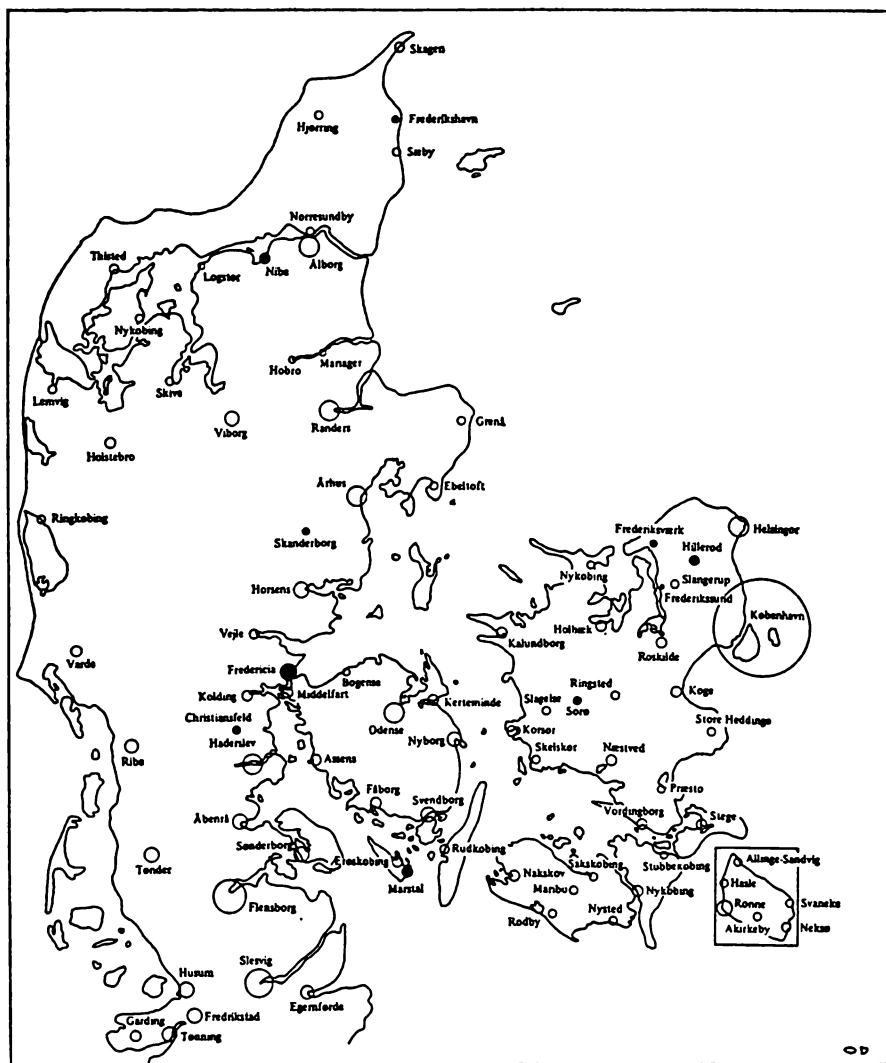 Skagen
Hjørring
Frederikshavn
Sæby
Nørresundby
Ålborg
Nibe
Løgstør
Thisted
Nykøbing
Hobro
Mariager
Lemvig
Skive
Viborg
Randers
Grenå
Holstebro
Århus
Ebeltoft
Ringkøbing
Skanderborg
Frederiksværk
Helsingør
Hillerød
Nykøbing
Slangerup
Frederikssund
Horsens
København
Holbæk
Vejle
Kalundborg
Roskilde
Varde
Fredericia
Bogense
Kolding
Middelfart
Kerteminde
Slagelse
Ringsted
Køge
Sorø
Christiansfeld
Odense
Store Heddinge
Haderslev
Nyborg
Korsør
Ribe
Assens
Skelskør
Næstved
Fåborg
Præstø
Åbenrå
Svendborg
Vordingborg
Stege
Sønderborg
Ærøskøbing
Rudkøbing
Stubbekøbing
Tønder
Marstal
Nakskov
Sakskøbing
Allinge-Sandvig
Maribo
Nykøbing
Hasle
Flensborg
Rødby
Nysted
Rønne
Svaneke
Åkirkeby
Neksø
Husum
Slesvig
Egernførde
Fredrikstad
Garding
Tønning
OD